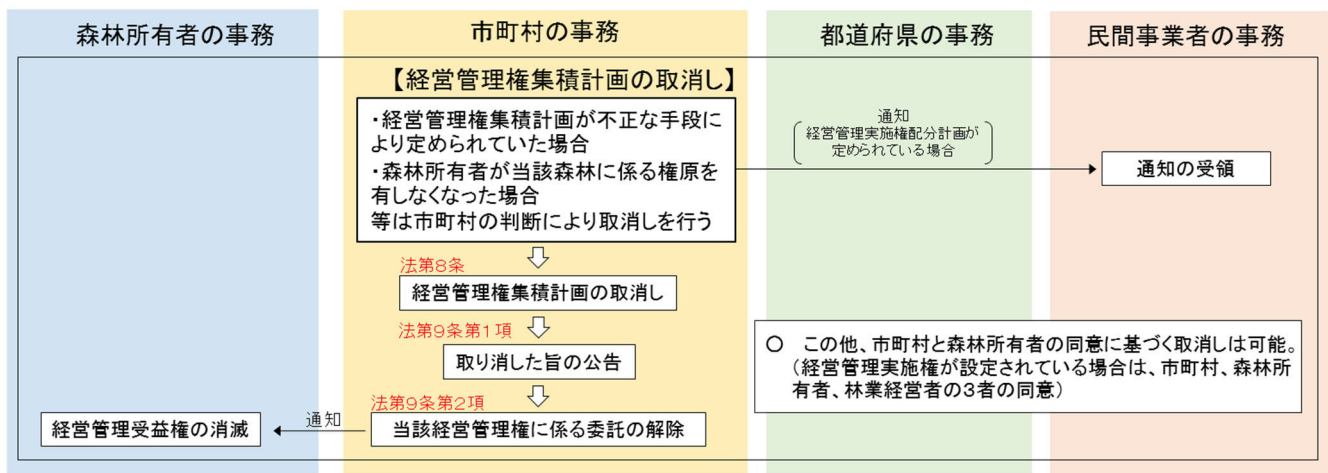 森林所有者の事務
市町村の事務
都道府県の事務
民間事業者の事務
【経営管理権集積計画の取消し】
・経営管理権集積計画が不正な手段に
より定められていた場合
・森林所有者が当該森林に係る権原を
有しなくなった場合
等は市町村の判断により取消しを行う
通知
経営管理実施権配分計画が
定められている場合
通知の受領
法第8条
経営管理権集積計画の取消し
法第9条第1項
取り消した旨の公告
法第9条第2項
当該経営管理権に係る委託の解除
通知
経営管理受益権の消滅
○ この他、市町村と森林所有者の同意に基づく取消しは可能。
（経営管理実施権が設定されている場合は、市町村、森林所
有者、林業経営者の3者の同意）